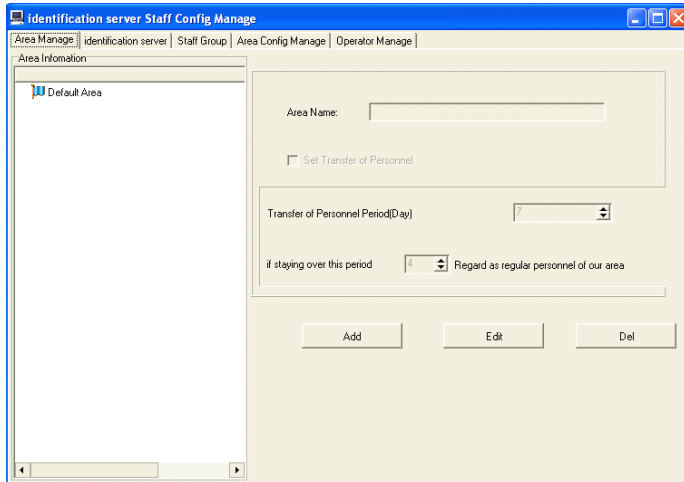 identification server Staff Config Manage
Area Manage identification server Staff Group Area Config Manage Operator Manage
Area Infomation
Default Area
Area Name:
Set Transfer of Personnel
Transfer of Personnel Period(Day) 7
if staying over this period 4 Regard as regular personnel of our area
Add Edit Del